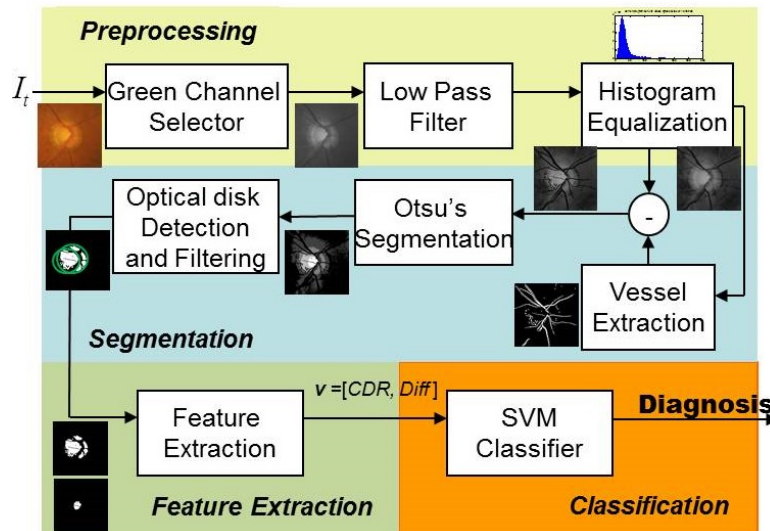 Preprocessing
I_t
Green Channel
Selector
Low Pass
Filter
Histogram
Equalization
Optical disk
Detection
and Filtering
Otsu's
Segmentation
-
Vessel
Extraction
Segmentation
v =[CDR, Diff]
Feature
Extraction
SVM
Classifier
Diagnosis
Feature Extraction
Classification